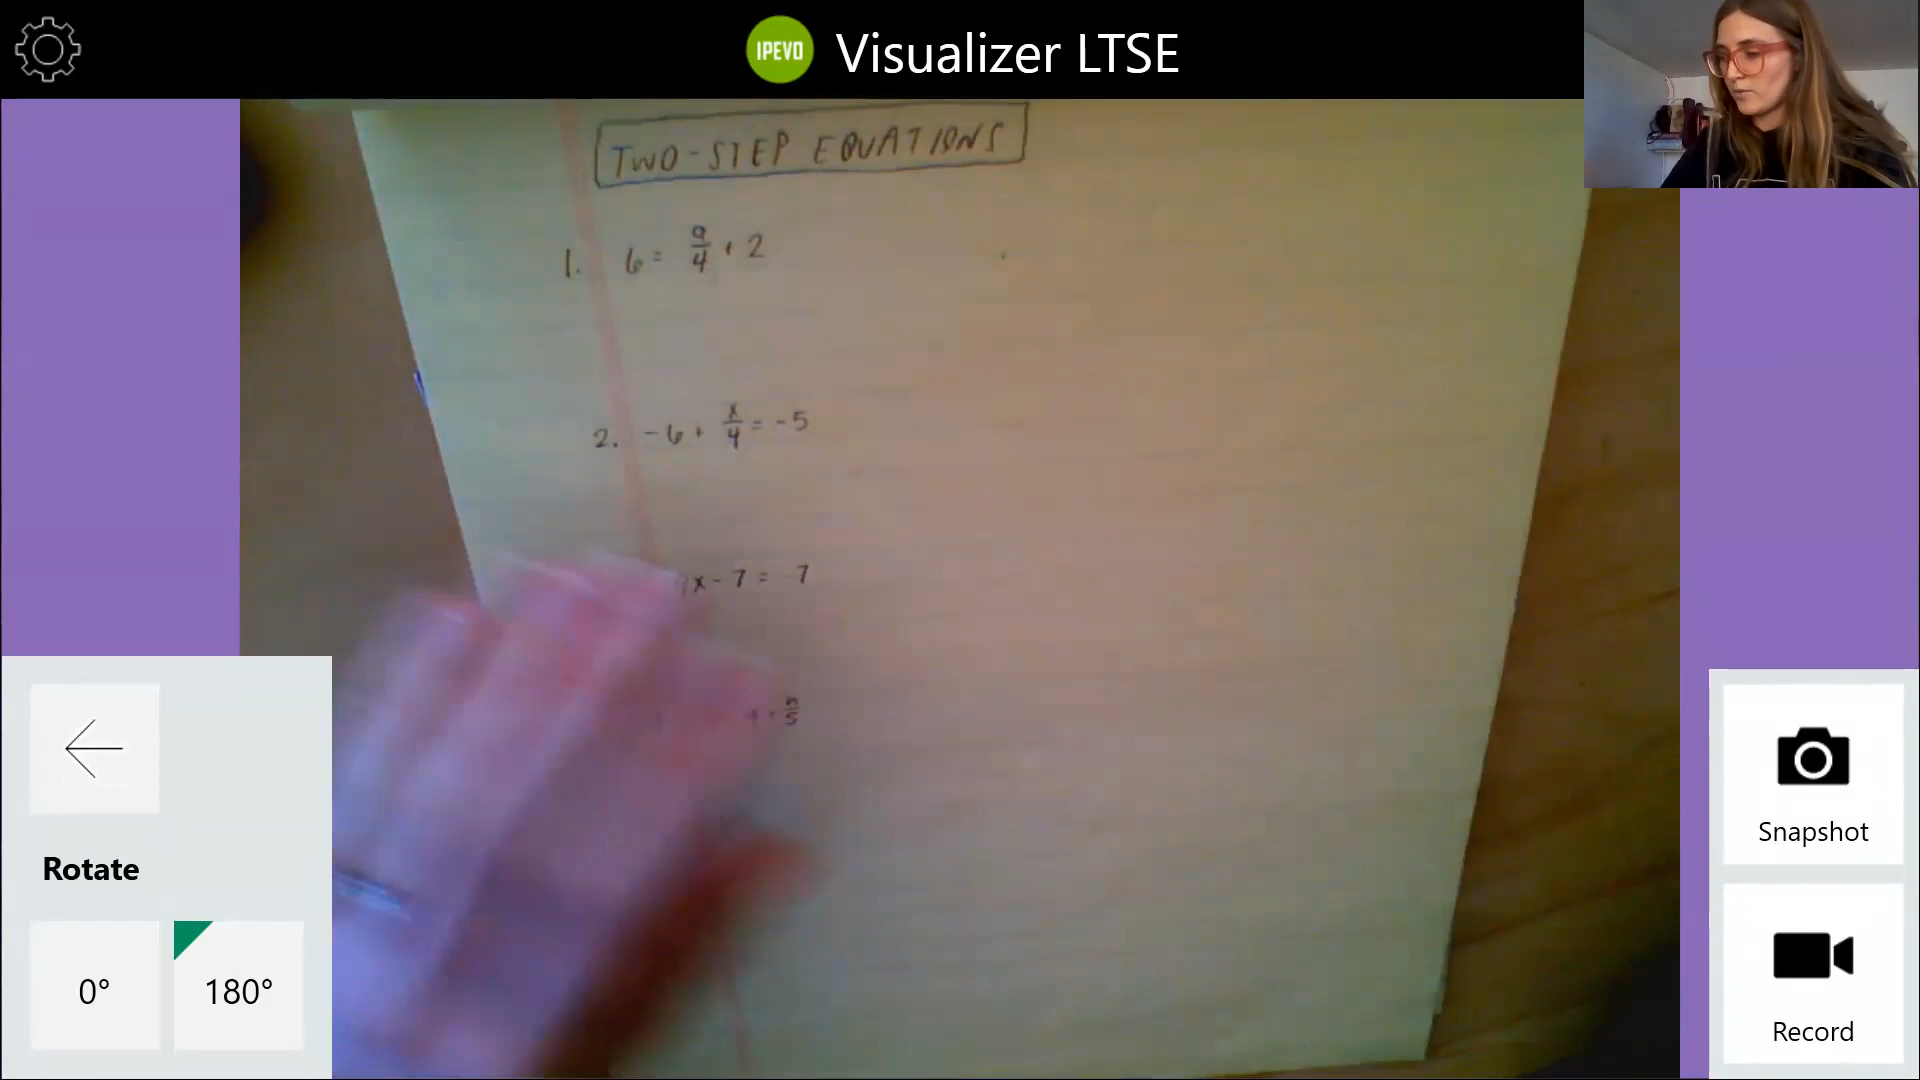 IPEVO Visualizer LTSE
TWO-STEP EQUATIONS
1. 6 = a/4 + 2
2. -6 + x/4 = -5
x - 7 = 7
Rotate
0°
180°
Snapshot
Record